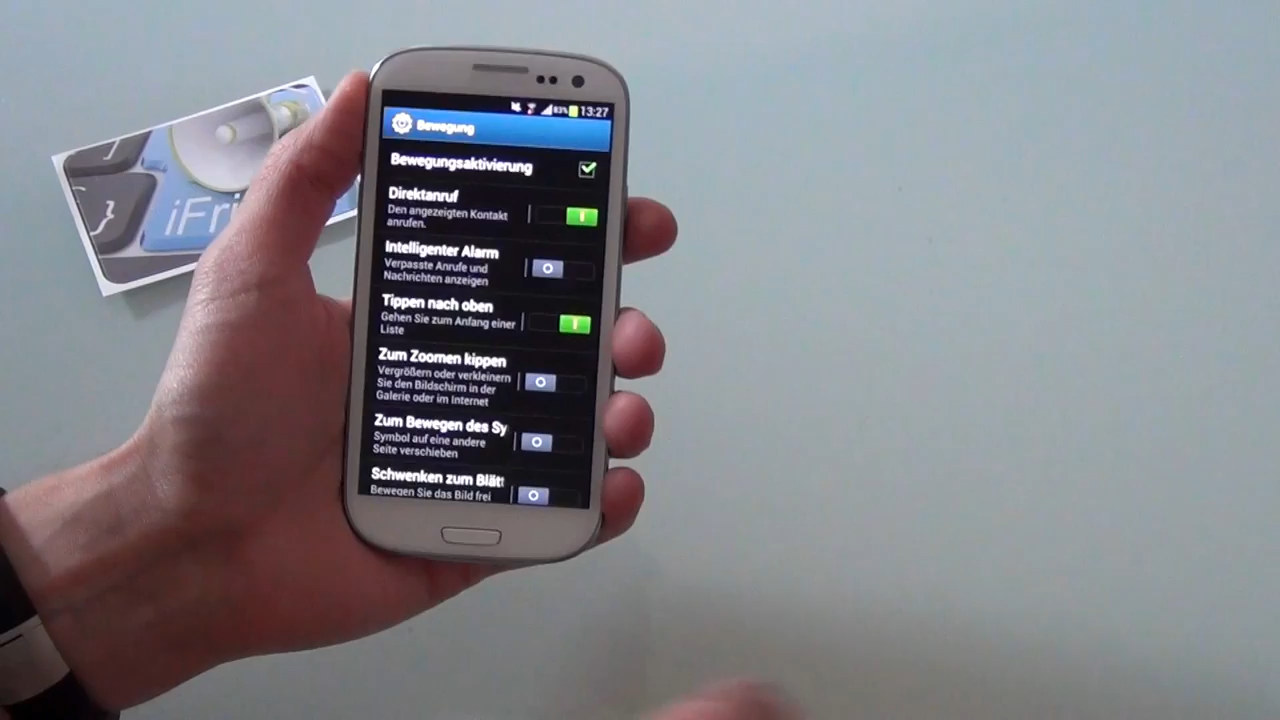 83% 13:27
Bewegung
Bewegungsaktivierung
Direktanruf
Den angezeigten Kontakt
anrufen.
Intelligenter Alarm
Verpasste Anrufe und
Nachrichten anzeigen
Tippen nach oben
Gehen Sie zum Anfang einer
Liste
Zum Zoomen kippen
Vergrößern oder verkleinern
Sie den Bildschirm in der
Galerie oder im Internet
Zum Bewegen des Sy
Symbol auf eine andere
Seite verschieben
Schwenken zum Blät
Bewegen Sie das Bild frei
}
iFri